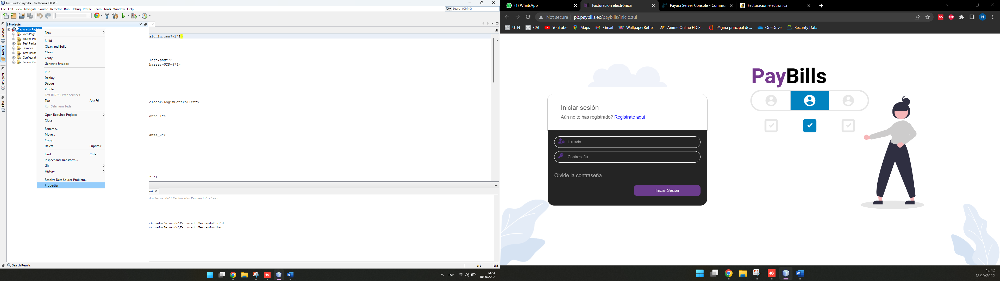 FacturadorPaybills - NetBeans IDE 8.2
File Edit View Navigate Source Refactor Run Debug Profile Team Tools Window Help
Search (Ctrl+I)
Projects
Services
Projects
Navigator
Files
FacturadorPay
Web Pages
Source Pac
Test Packa
Libraries
Test Librar
Configurat
Server Res
New
Build
Clean and Build
Clean
Verify
Generate Javadoc
Run
Deploy
Debug
Profile
Test RESTful Web Services
Test Alt+F6
Run Selenium Tests
Open Required Projects
Close
Rename...
Move...
Copy...
Delete Suprimir
Find... Ctrl+F
Inspect and Transform...
Git
History
Resolve Data Source Problem...
Properties
signin.css?v1"?>
logo.png"?>
harset=UTF-8"?>
olador.LoginController">
anta_1">
anta_2">
" />
an)
dorFernando\\FacturadorFernando" clean
cturadorFernando\FacturadorFernando\build
cturadorFernando\FacturadorFernando\dist
Search Results
1:1 INS
ESP
12:42
18/10/2022
(1) WhatsApp
Facturacion electrónica
Payara Server Console - Commo
Facturacion electrónica
Not secure | pb.paybills.ec/paybills/inicio.zul
ABP
N
UTN CAI YouTube Maps Gmail WallpaperBetter AF Anime Online HD S... Página principal de... OneDrive Security Data
PayBills
Iniciar sesión
Aún no te has registrado? Registrate aquí
Usuario
Contraseña
Olvide la contraseña
Iniciar Sesión
12:42
18/10/2022